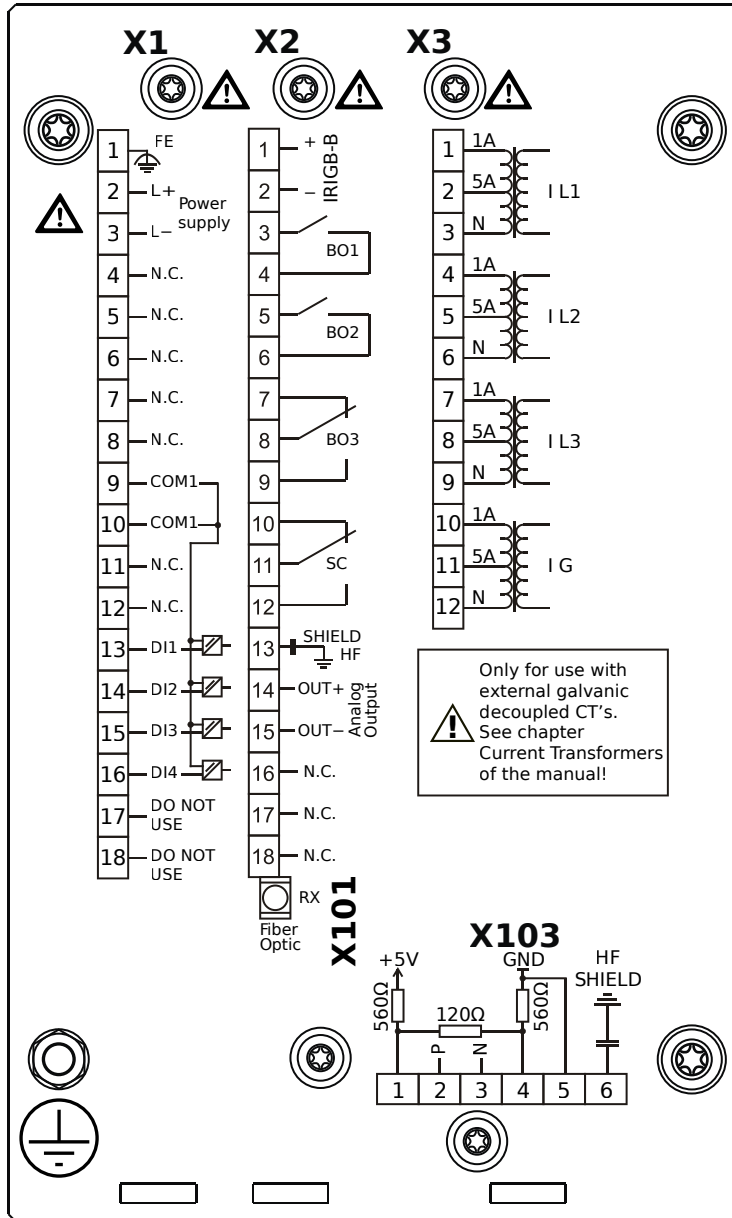 X1
X2
X3
1 FE
2 L+ Power
supply
3 L−
4 N.C.
5 N.C.
6 N.C.
7 N.C.
8 N.C.
9 COM1
10 COM1
11 N.C.
12 N.C.
13 DI1
14 DI2
15 DI3
16 DI4
17 DO NOT
USE
18 DO NOT
USE
1 +
IRIGB-B
2 −
3
BO1
4
5
BO2
6
7
8 BO3
9
10
11 SC
12
13 SHIELD
HF
14 OUT+
Analog
Output
15 OUT−
16 N.C.
17 N.C.
18 N.C.
RX
Fiber
Optic
X101
1 1A
2 5A I L1
3 N
4 1A
5 5A I L2
6 N
7 1A
8 5A I L3
9 N
10 1A
11 5A I G
12 N
! Only for use with
external galvanic
decoupled CT's.
See chapter
Current Transformers
of the manual!
X103
+5V
GND
HF
SHIELD
560Ω
120Ω
560Ω
P
N
1 2 3 4 5 6